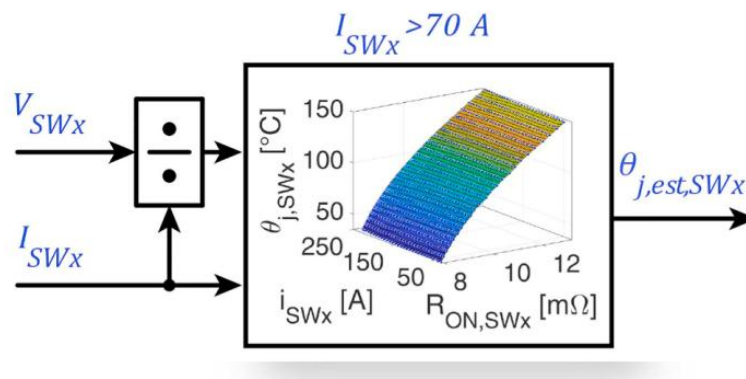 I_SWx >70 A
V_SWx
÷
I_SWx
θ_j,SWx [°C]
150
100
50
250
150
50
8
10
12
i_SWx [A]
R_ON,SWx [mΩ]
θ_j,est,SWx